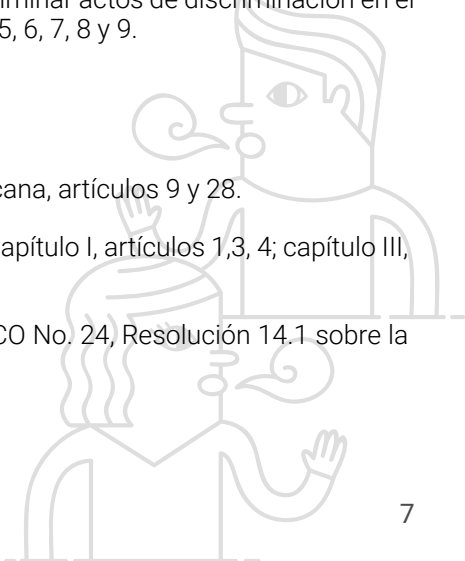 minar actos de discriminación en el
5, 6, 7, 8 y 9.
cana, artículos 9 y 28.
apítulo I, artículos 1,3, 4; capítulo III,
CO No. 24, Resolución 14.1 sobre la
7